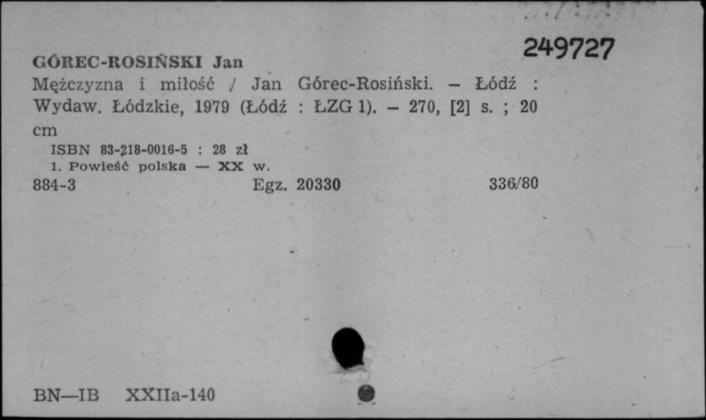 249727
GÓREC-ROSIŃSKI Jan
Mężczyzna i miłość / Jan Górec-Rosiński. — Łódź :
Wydaw. Łódzkie, 1979 (Łódź : ŁZG 1). — 270, [2] s. ; 20
cm
ISBN 83-218-0016-5 : 28 zł
1. Powieść polska — XX w.
884-3 Egz. 20330 336/80
BN—IB XXIIa-140